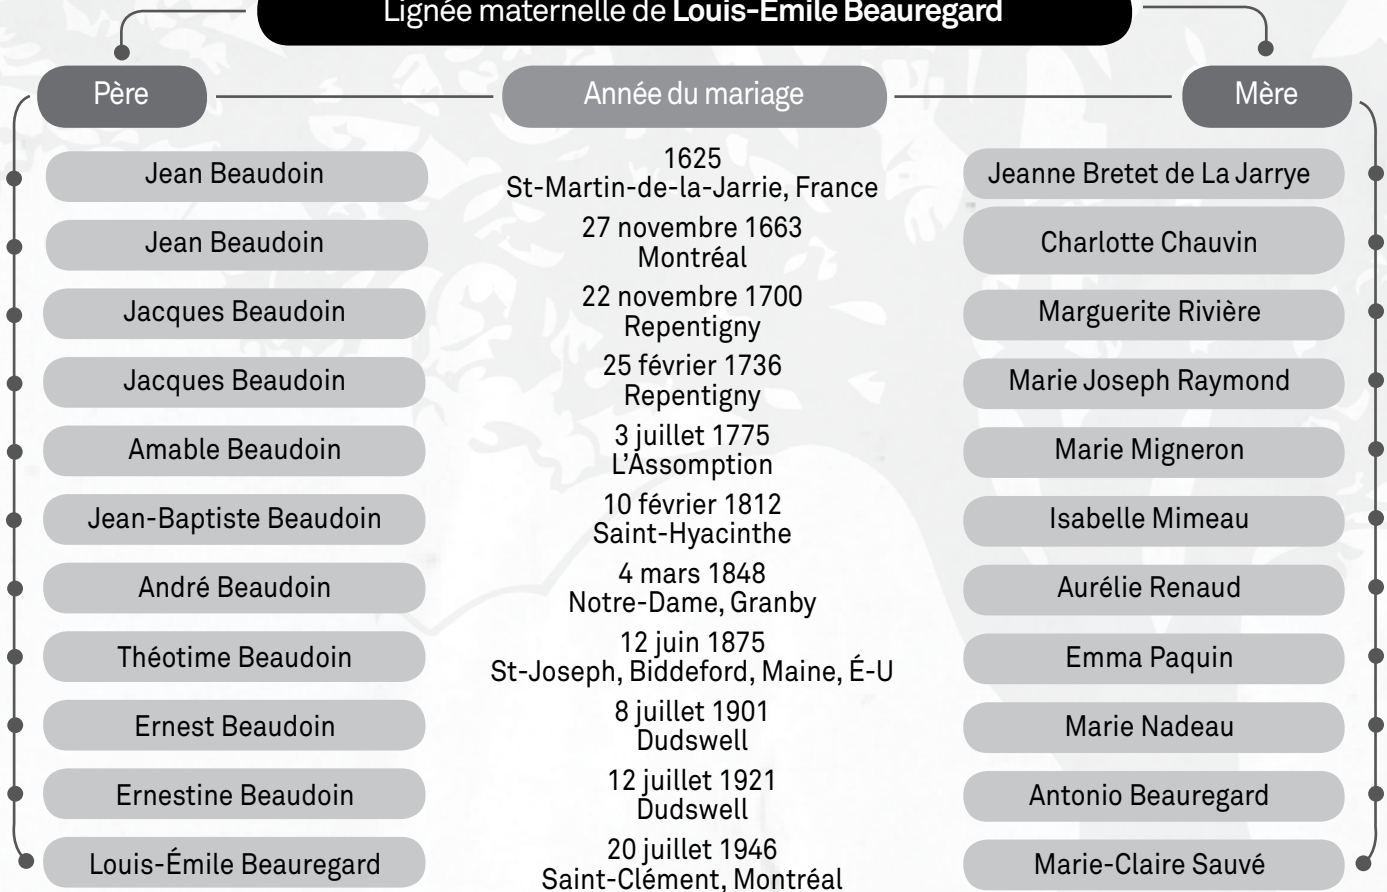 Lignée maternelle de Louis-Émile Beauregard
Père
Année du mariage
Mère
Jean Beaudoin
1625
St-Martin-de-la-Jarrie, France
Jeanne Bretet de La Jarrye
Jean Beaudoin
27 novembre 1663
Montréal
Charlotte Chauvin
Jacques Beaudoin
22 novembre 1700
Repentigny
Marguerite Rivière
Jacques Beaudoin
25 février 1736
Repentigny
Marie Joseph Raymond
Amable Beaudoin
3 juillet 1775
L'Assomption
Marie Migneron
Jean-Baptiste Beaudoin
10 février 1812
Saint-Hyacinthe
Isabelle Mimeau
André Beaudoin
4 mars 1848
Notre-Dame, Granby
Aurélie Renaud
Théotime Beaudoin
12 juin 1875
St-Joseph, Biddeford, Maine, É-U
Emma Paquin
Ernest Beaudoin
8 juillet 1901
Dudswell
Marie Nadeau
Ernestine Beaudoin
12 juillet 1921
Dudswell
Antonio Beauregard
Louis-Émile Beauregard
20 juillet 1946
Saint-Clément, Montréal
Marie-Claire Sauvé